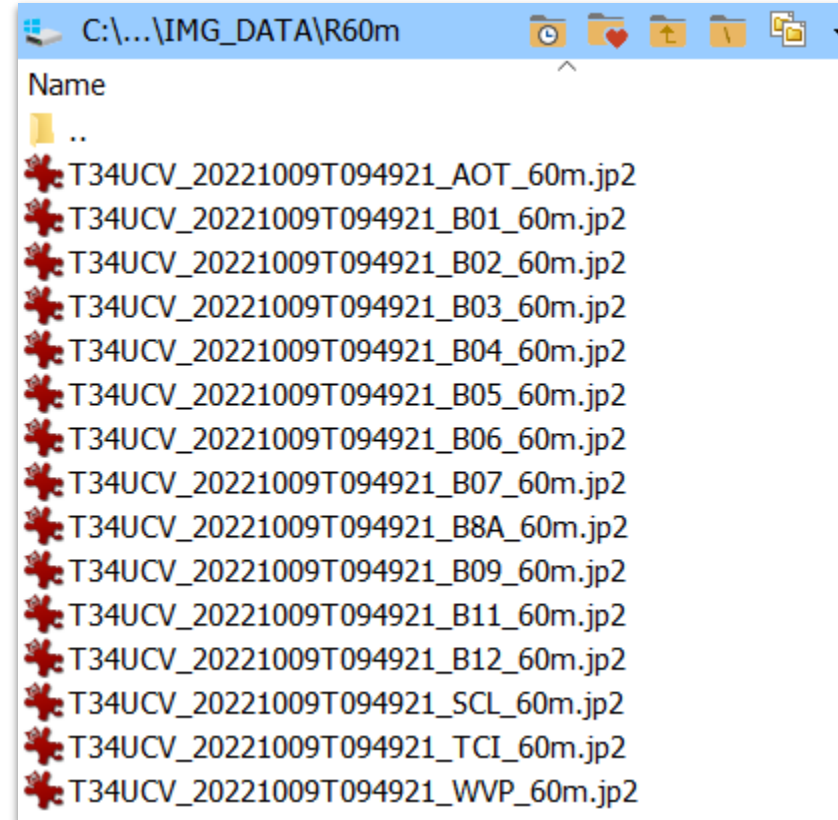 C:\...\IMG_DATA\R60m
Name
..
T34UCV_20221009T094921_AOT_60m.jp2
T34UCV_20221009T094921_B01_60m.jp2
T34UCV_20221009T094921_B02_60m.jp2
T34UCV_20221009T094921_B03_60m.jp2
T34UCV_20221009T094921_B04_60m.jp2
T34UCV_20221009T094921_B05_60m.jp2
T34UCV_20221009T094921_B06_60m.jp2
T34UCV_20221009T094921_B07_60m.jp2
T34UCV_20221009T094921_B8A_60m.jp2
T34UCV_20221009T094921_B09_60m.jp2
T34UCV_20221009T094921_B11_60m.jp2
T34UCV_20221009T094921_B12_60m.jp2
T34UCV_20221009T094921_SCL_60m.jp2
T34UCV_20221009T094921_TCI_60m.jp2
T34UCV_20221009T094921_WVP_60m.jp2